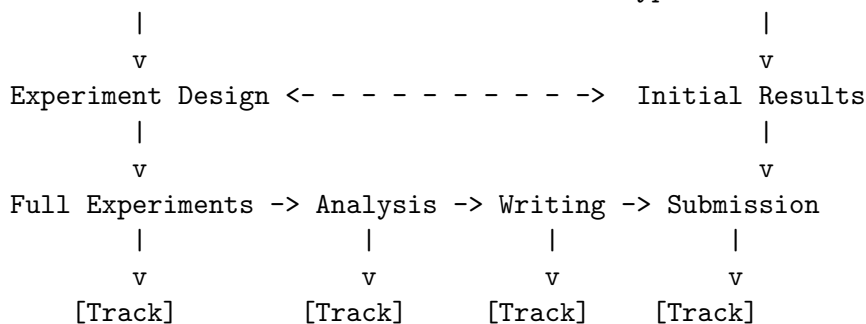 |                                         |
v                                         v
Experiment Design <- - - - - - - - - - -> Initial Results
|                                         |
v                                         v
Full Experiments -> Analysis -> Writing -> Submission
|               |           |           |
v               v           v           v
[Track]         [Track]     [Track]     [Track]